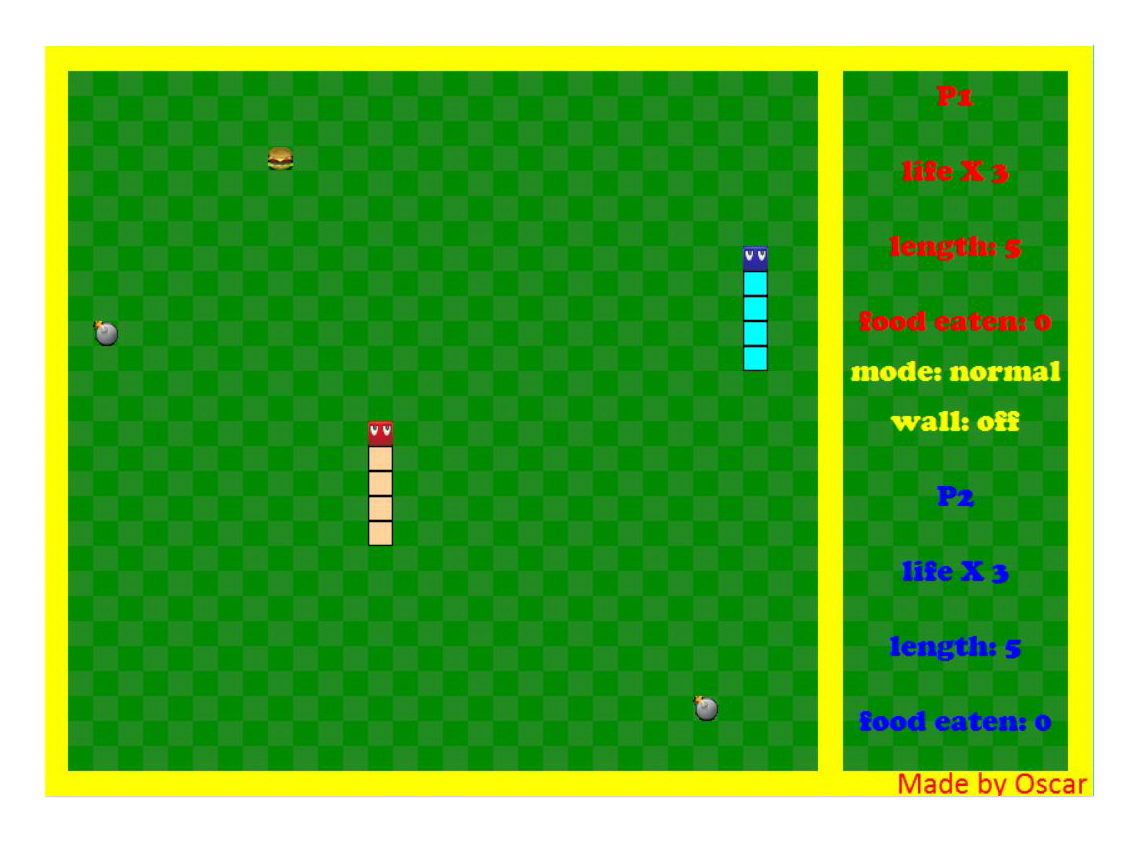 P1
life X 3
length: 5
food eaten: 0
mode: normal
wall: off
P2
life X 3
length: 5
food eaten: 0
Made by Oscar